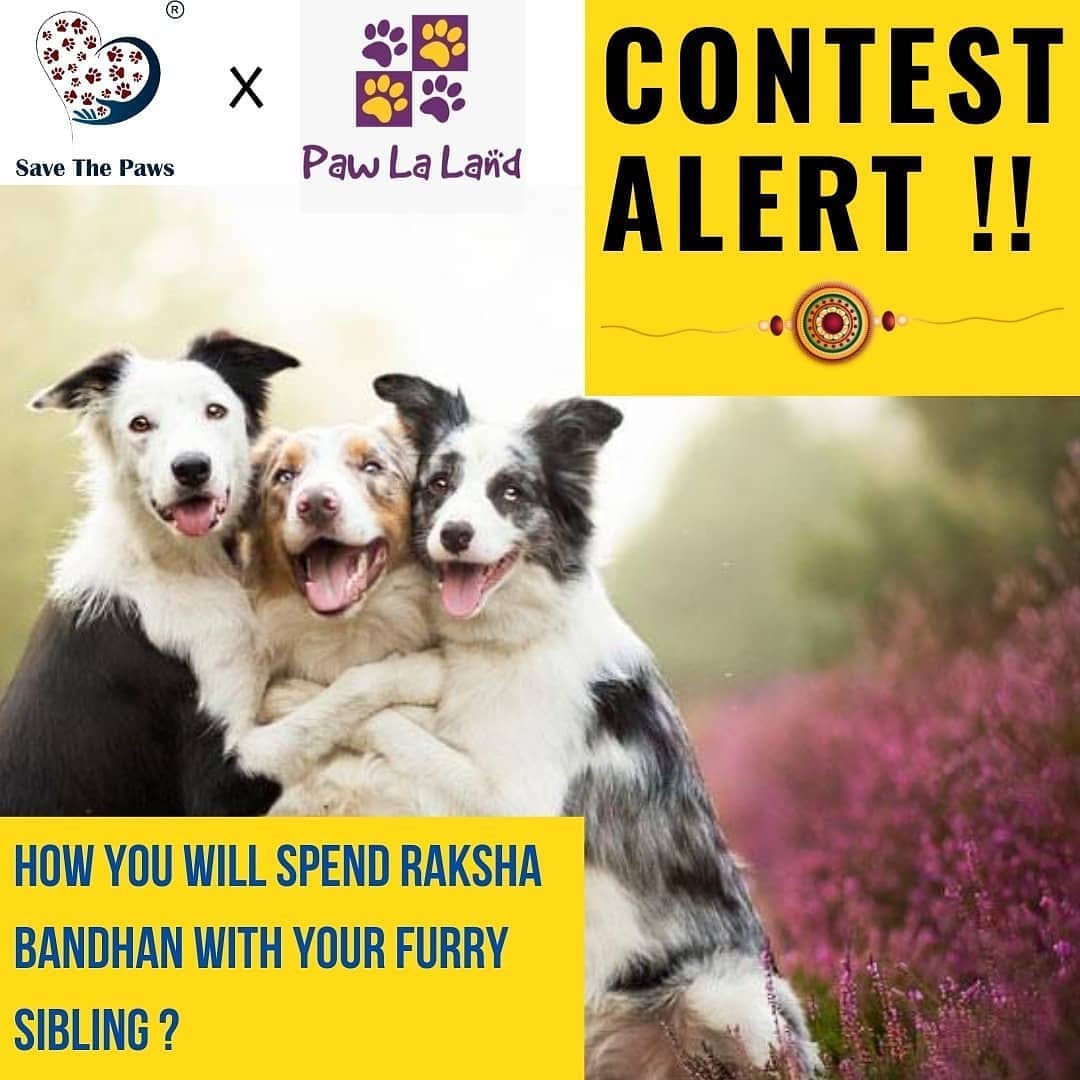 ®
Save The Paws
X
Paw La Land
CONTEST
ALERT !!
HOW YOU WILL SPEND RAKSHA
BANDHAN WITH YOUR FURRY
SIBLING ?